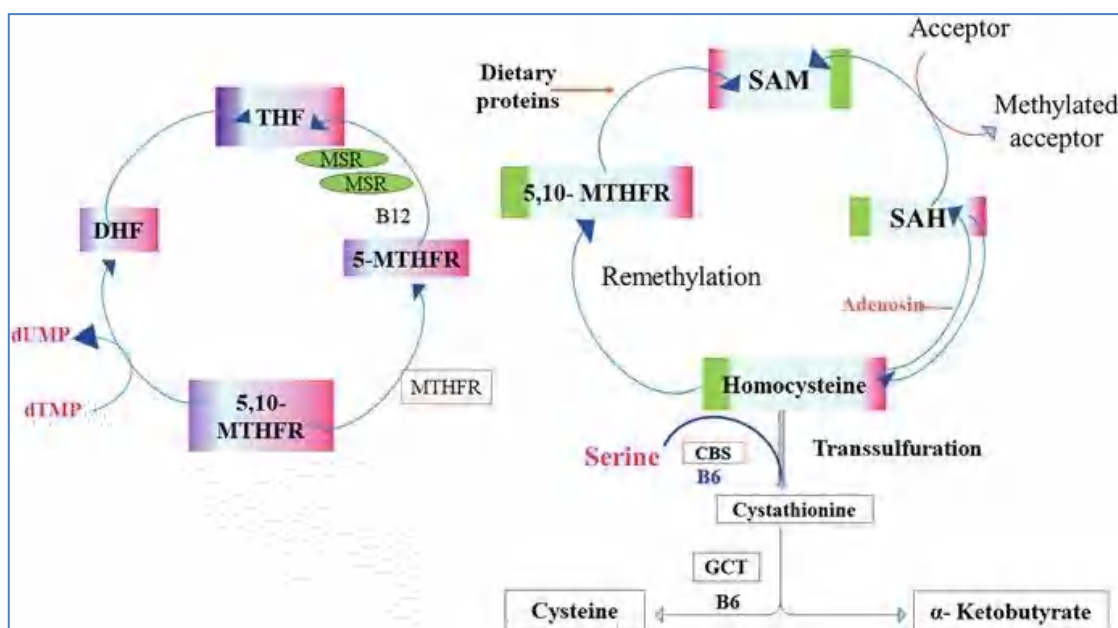 THF
MSR
MSR
B12
DHF
5-MTHFR
dUMP
dTMP
MTHFR
5,10-
MTHFR
Dietary
proteins
SAM
Acceptor
Methylated
acceptor
5,10- MTHFR
SAH
Remethylation
Adenosin
Homocysteine
Serine
CBS
B6
Transsulfuration
Cystathionine
GCT
B6
Cysteine
α- Ketobutyrate